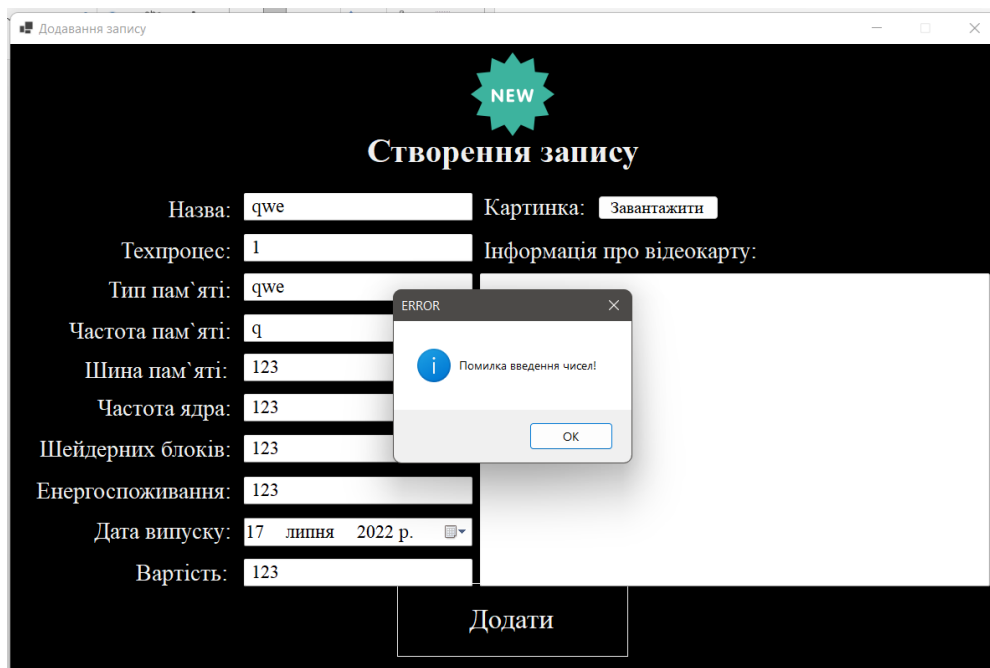 Додавання запису
NEW
Створення запису
Назва: qwe
Картинка: Завантажити
Техпроцес: 1
Інформація про відеокарту:
Тип пам`яті: qwe
Частота пам`яті: q
Шина пам`яті: 123
Частота ядра: 123
Шейдерних блоків: 123
Енергоспоживання: 123
Дата випуску: 17 липня 2022 р.
Вартість: 123
ERROR
Помилка введення чисел!
OK
Додати